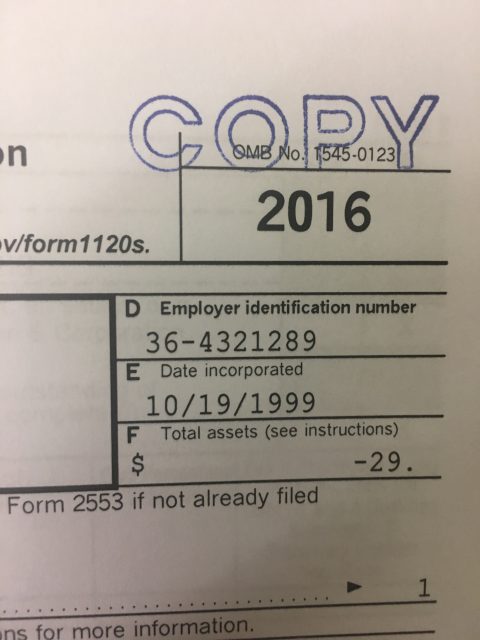 COPY
on
OMB No. 1545-0123
2016
ov/form1120s.
D Employer identification number
36-4321289
E Date incorporated
10/19/1999
F Total assets (see instructions)
$ -29.
Form 2553 if not already filed
► 1
ons for more information.